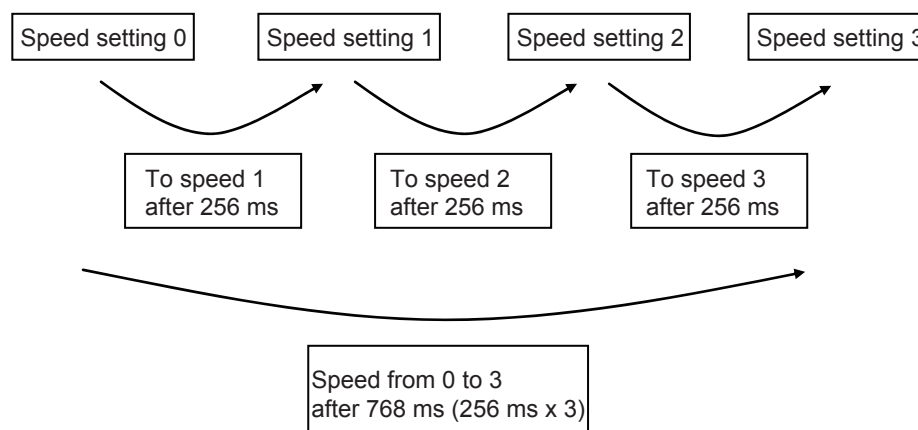 Speed setting 0
Speed setting 1
Speed setting 2
Speed setting 3
To speed 1
after 256 ms
To speed 2
after 256 ms
To speed 3
after 256 ms
Speed from 0 to 3
after 768 ms (256 ms x 3)